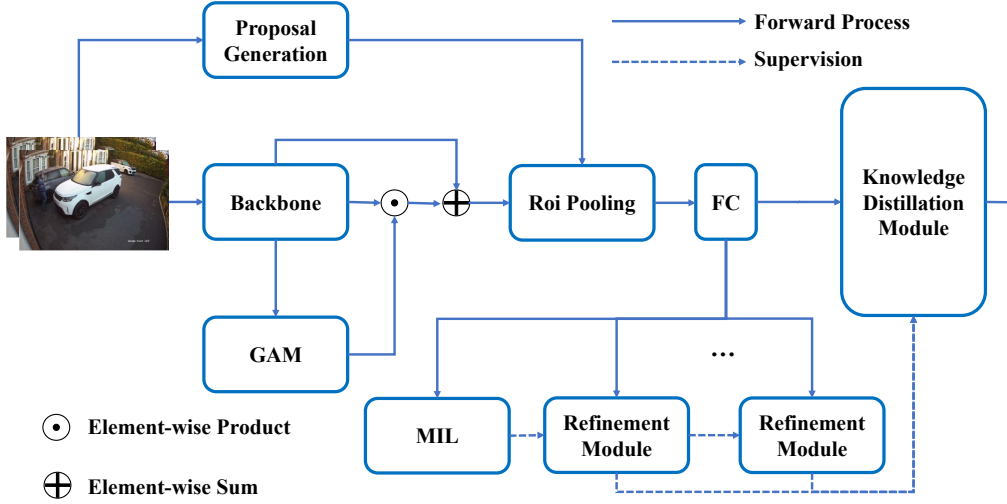 Proposal
Generation
Forward Process
Supervision
Backbone
Roi Pooling
FC
Knowledge
Distillation
Module
GAM
...
MIL
Refinement
Module
Refinement
Module
Element-wise Product
Element-wise Sum